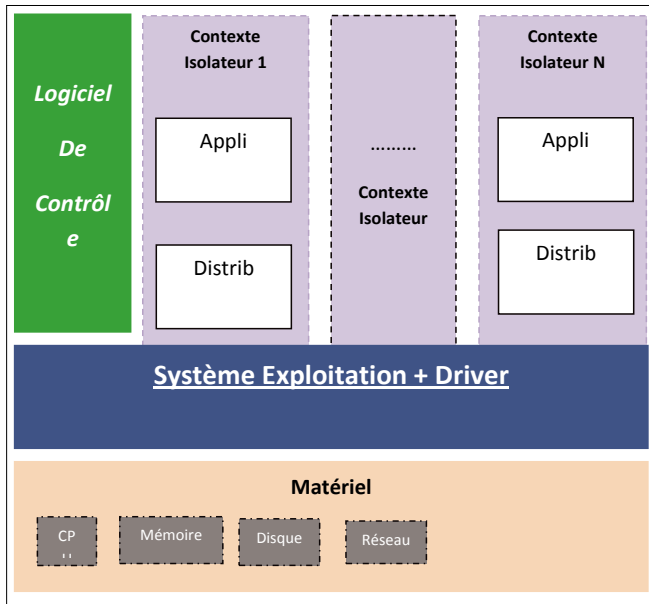 Logiciel
De
Contrôl
e
Contexte
Isolateur 1
Appli
Distrib
………
Contexte
Isolateur
Contexte
Isolateur N
Appli
Distrib
Système Exploitation + Driver
Matériel
CP
Mémoire
Disque
Réseau